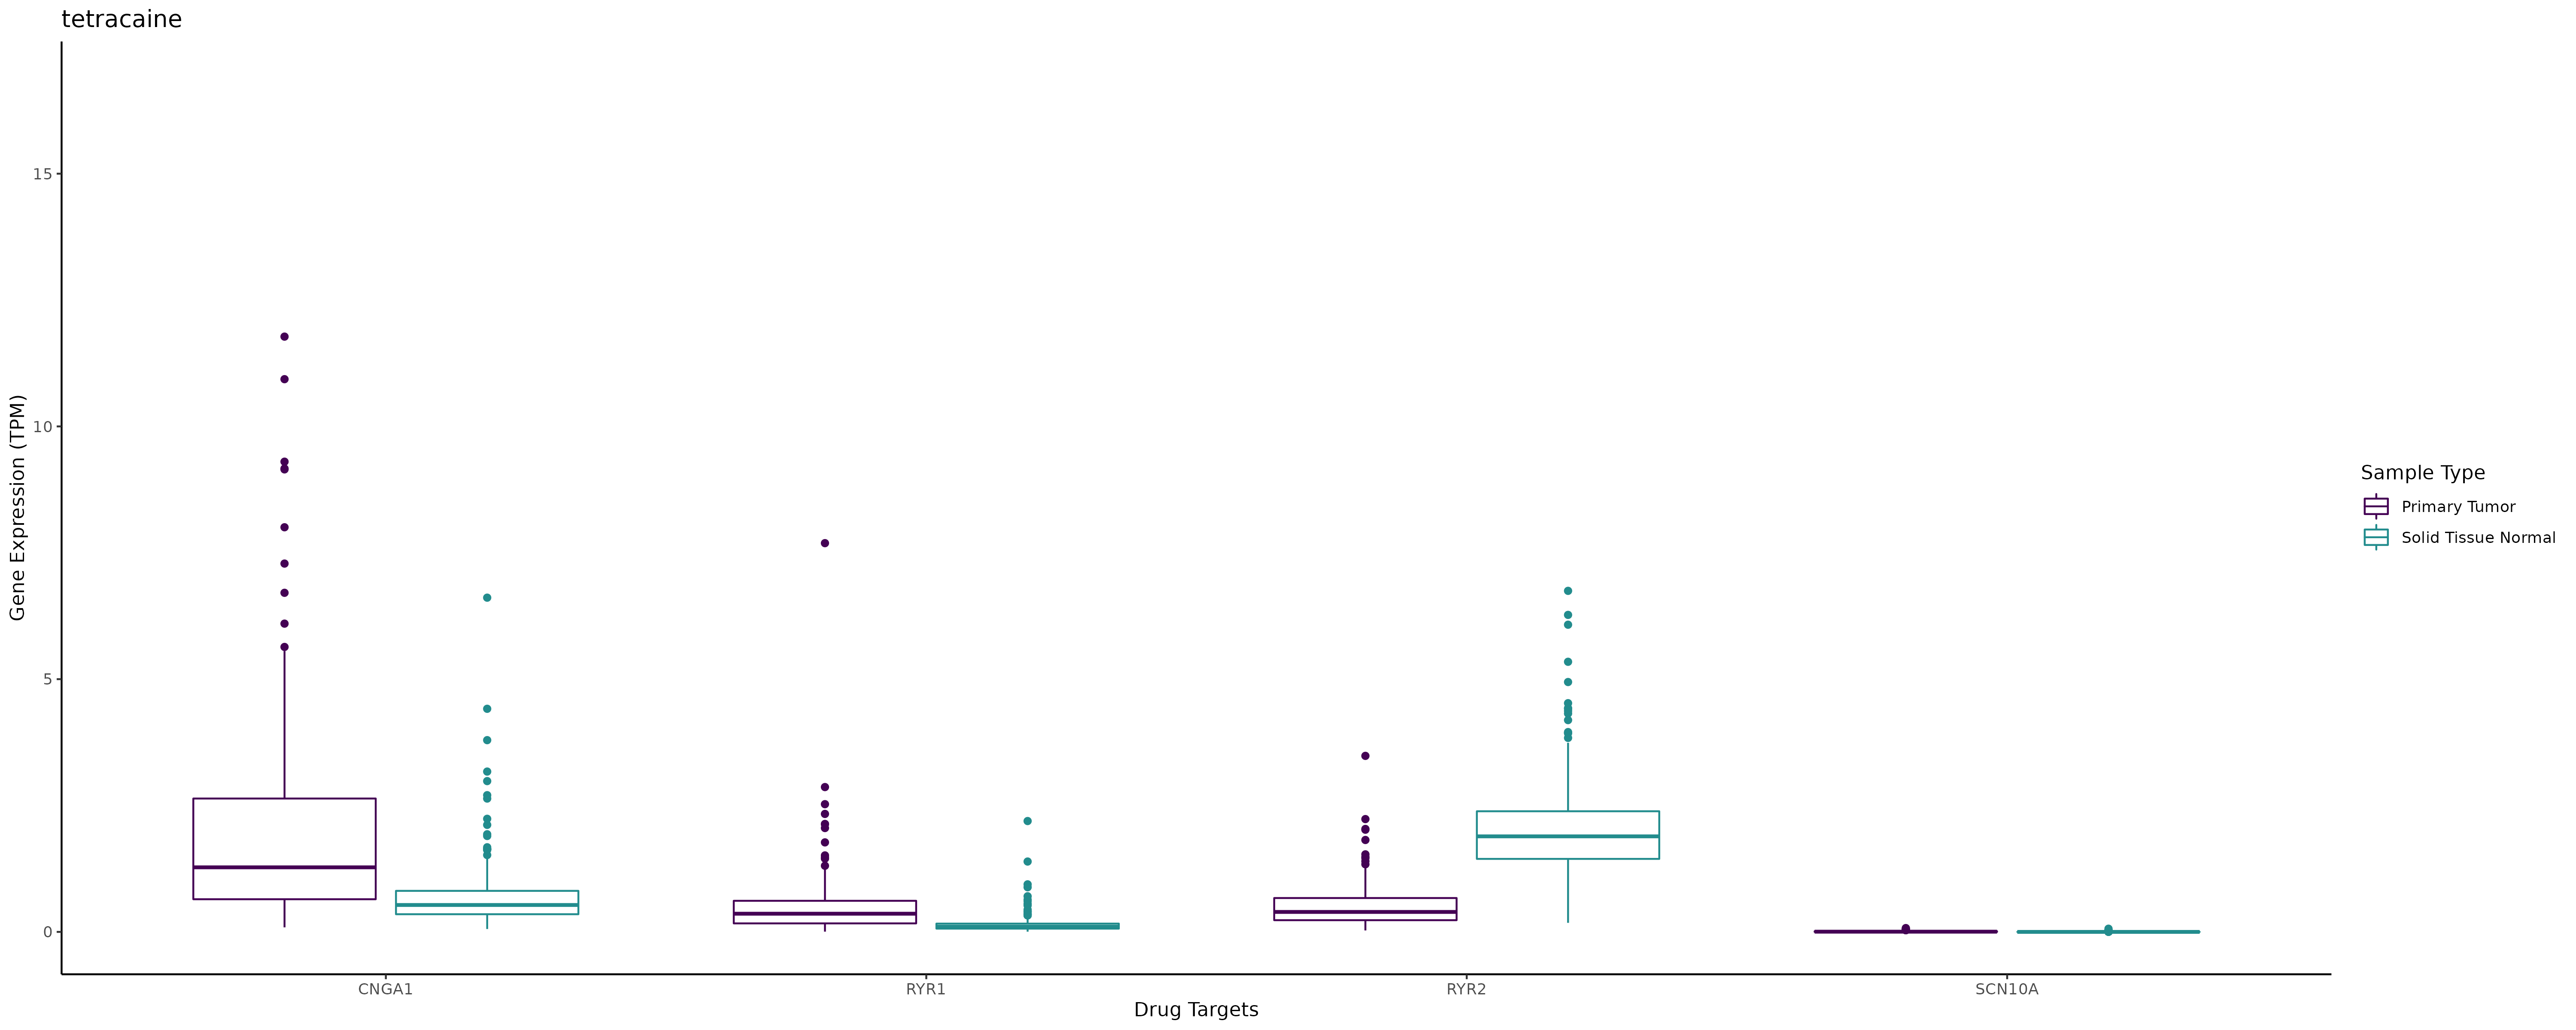 tetracaine
Gene Expression (TPM)
15
10
5
0
CNGA1
RYR1
RYR2
SCN10A
Drug Targets
Sample Type
Primary Tumor
Solid Tissue Normal